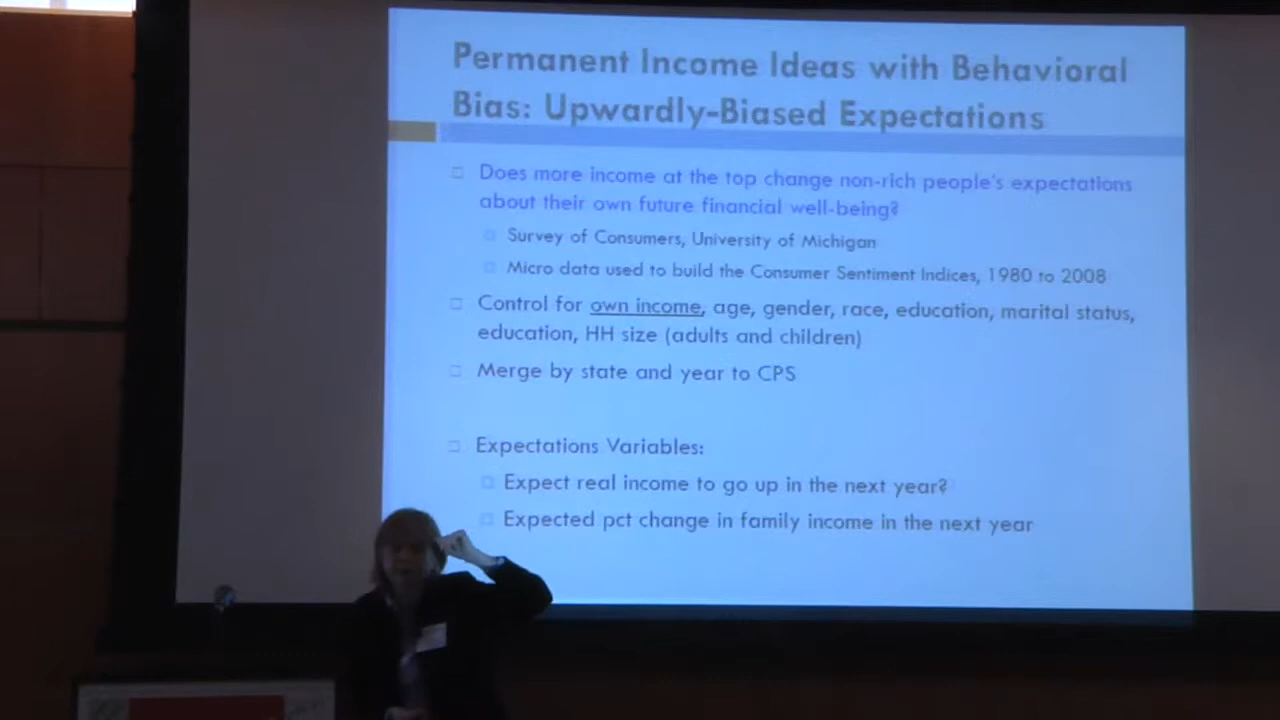 Permanent Income Ideas with Behavioral
Bias: Upwardly-Biased Expectations
Does more income at the top change non-rich people's expectations
about their own future financial well-being?
Survey of Consumers, University of Michigan
Micro data used to build the Consumer Sentiment Indices, 1980 to 2008
Control for own income, age, gender, race, education, marital status,
education, HH size (adults and children)
Merge by state and year to CPS
Expectations Variables:
Expect real income to go up in the next year?
Expected pct change in family income in the next year